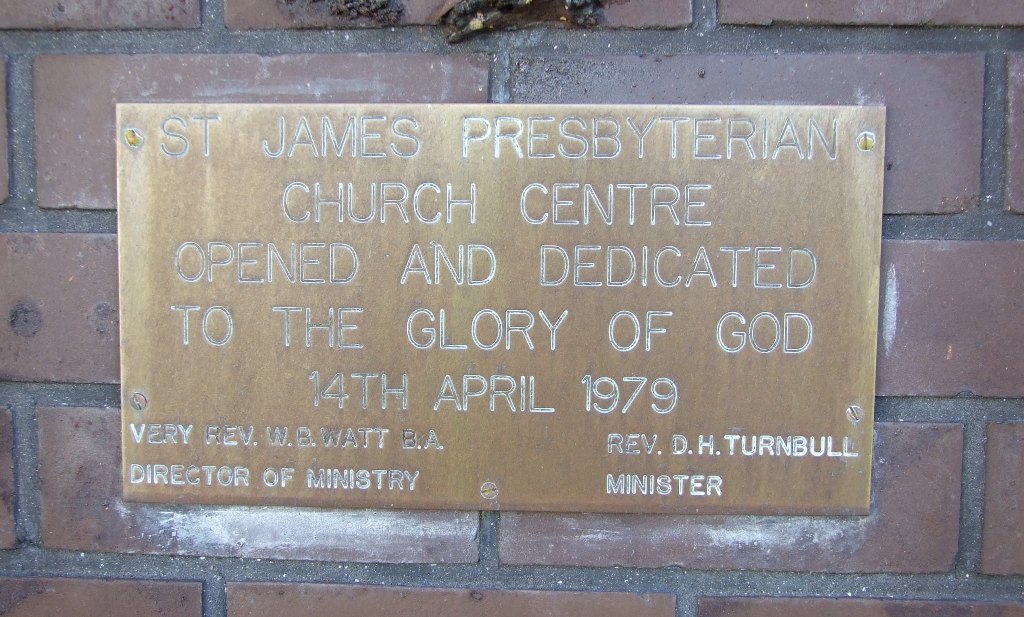 ST JAMES PRESBYTERIAN
CHURCH CENTRE
OPENED AND DEDICATED
TO THE GLORY OF GOD
14TH APRIL 1979
VERY REV. W.B. WATT B.A. REV. D.H. TURNBULL
DIRECTOR OF MINISTRY MINISTER